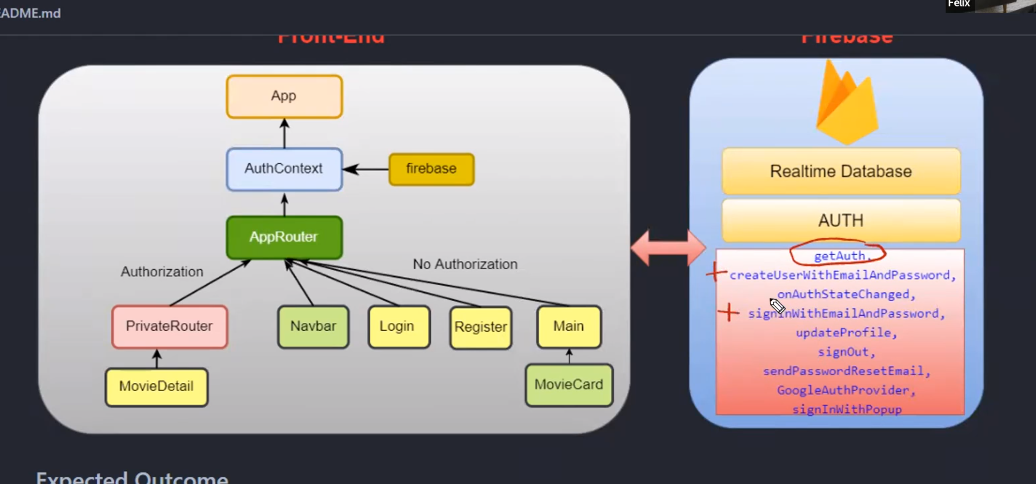 EADME.md
Felix
Front-End
Firebase
App
AuthContext
firebase
AppRouter
Authorization
No Authorization
PrivateRouter
Navbar
Login
Register
Main
MovieDetail
MovieCard
Realtime Database
AUTH
getAuth,
createUserWithEmailAndPassword,
onAuthStateChanged,
signInWithEmailAndPassword,
updateProfile,
signOut,
sendPasswordResetEmail,
GoogleAuthProvider,
signInWithPopup
Expected Outcome